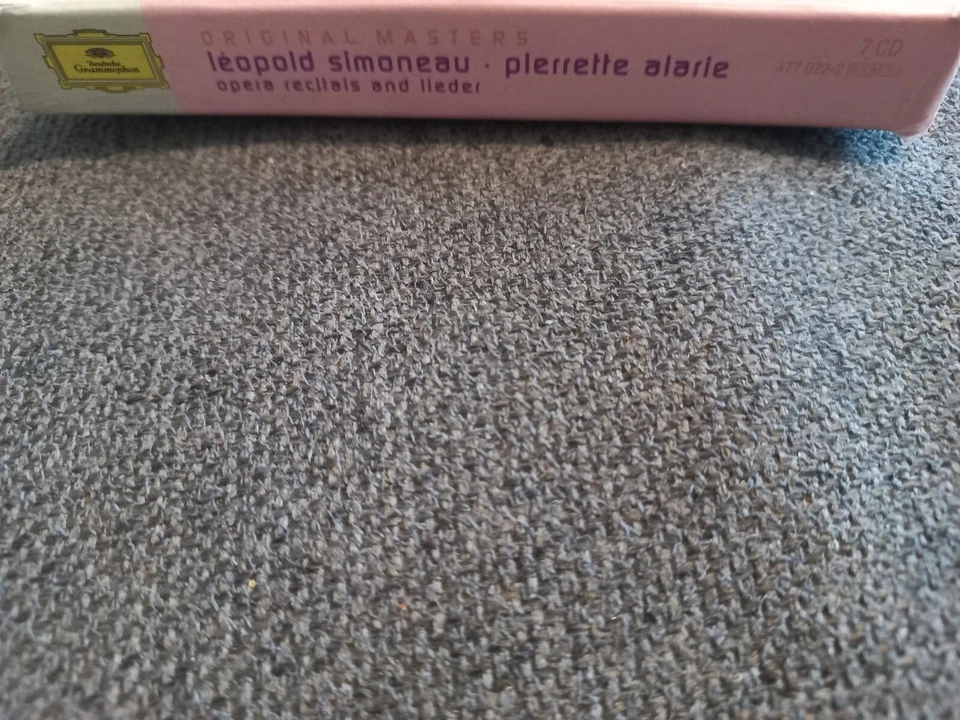 Deutsche
Grammophon
ORIGINAL MASTERS
léopold simoneau · pierrette alarie
opera recitals and lieder
7 CD